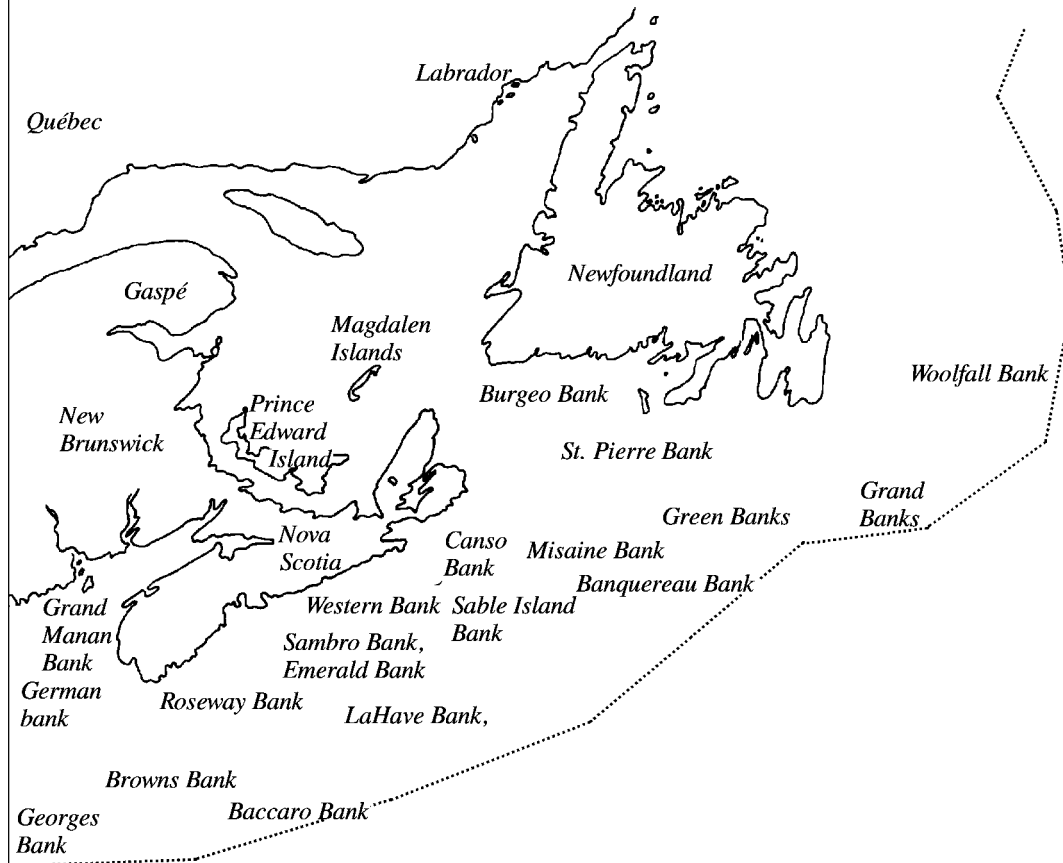 Labrador
Québec
Newfoundland
Gaspé
Magdalen
Islands
Woolfall Bank
Burgeo Bank
New
Brunswick
Prince
Edward
Island
St. Pierre Bank
Grand
Banks
Green Banks
Nova
Scotia
Canso
Bank
Misaine Bank
Banquereau Bank
Grand
Manan
Bank
Western Bank
Sable Island
Bank
Sambro Bank,
Emerald Bank
German
bank
Roseway Bank
LaHave Bank,
Browns Bank
Baccaro Bank
Georges
Bank